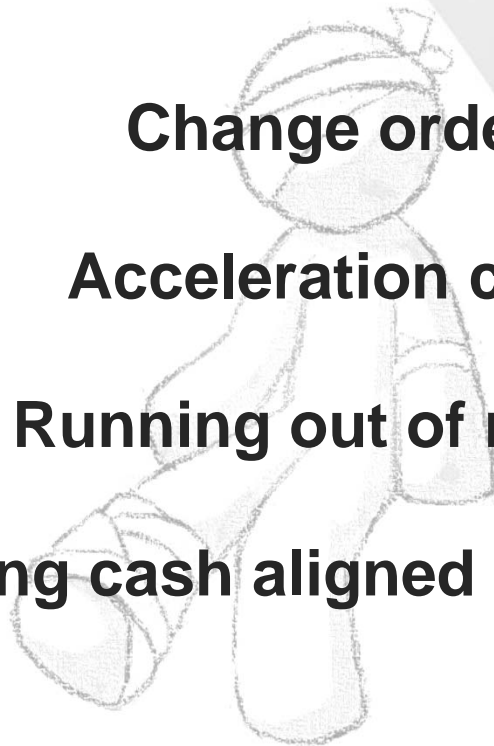 Change orde
Acceleration c
Running out of
ng cash aligned